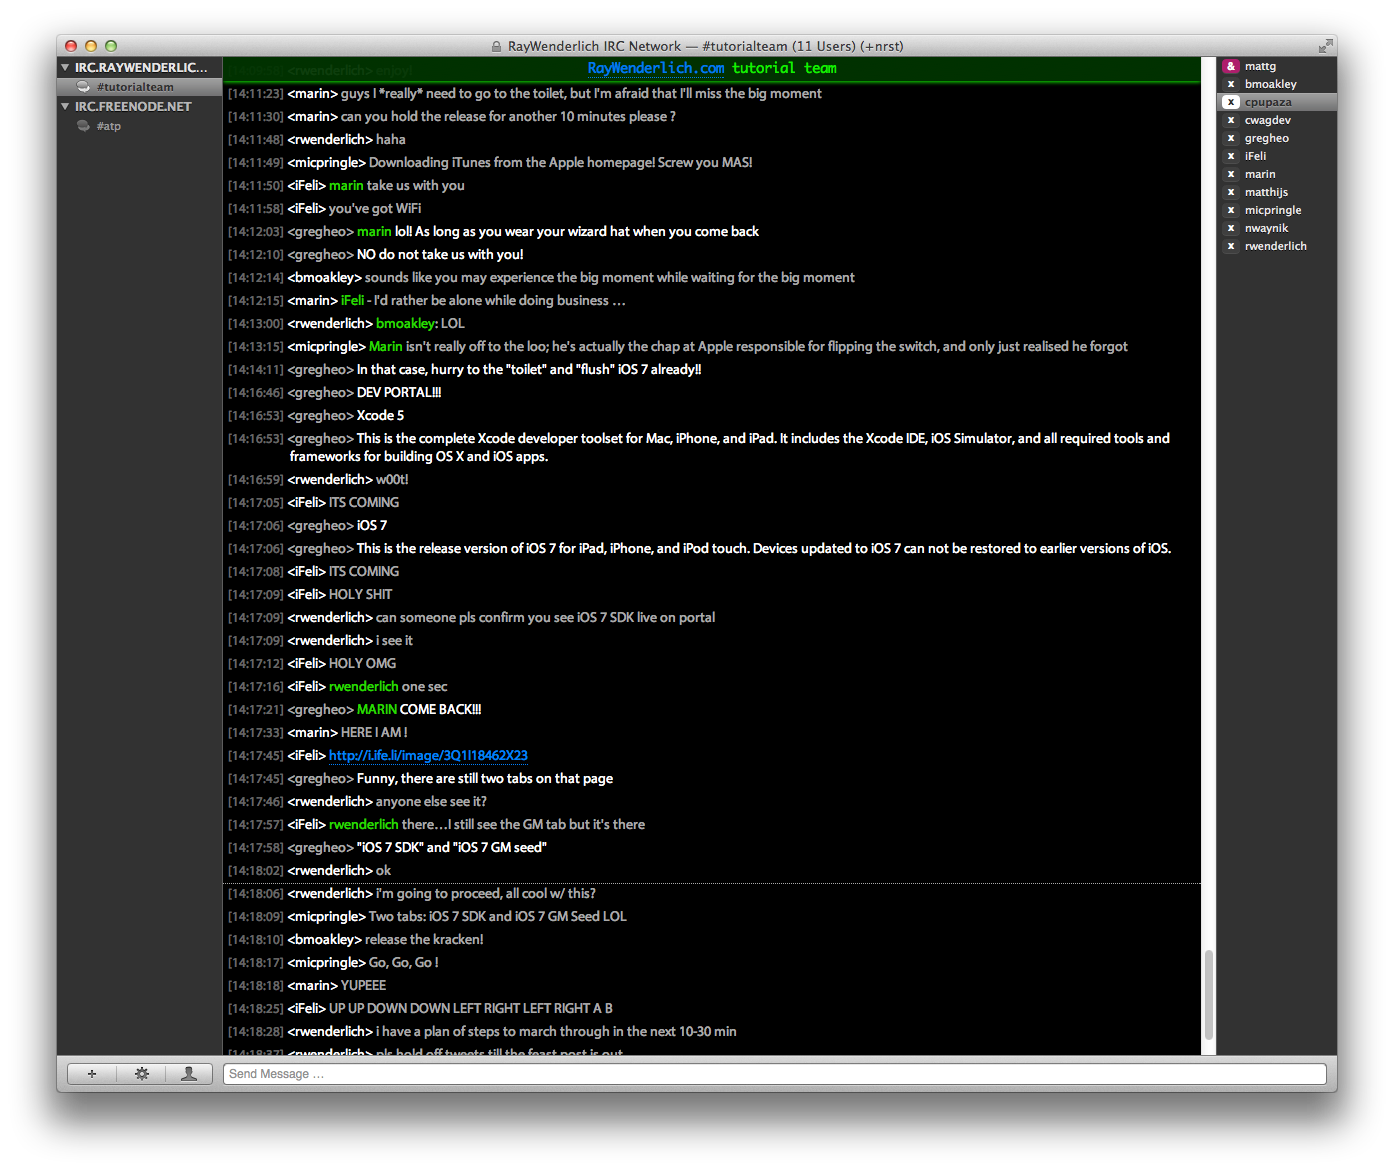 RayWenderlich IRC Network — #tutorialteam (11 Users) (+nrst)
IRC.RAYWENDERLIC...
#tutorialteam
IRC.FREENODE.NET
#atp
<rwenderlich> enjoy!
RayWenderlich.com tutorial team
[14:11:23] <marin> guys I *really* need to go to the toilet, but I'm afraid that I'll miss the big moment
[14:11:30] <marin> can you hold the release for another 10 minutes please ?
[14:11:48] <rwenderlich> haha
[14:11:49] <micpringle> Downloading iTunes from the Apple homepage! Screw you MAS!
[14:11:50] <iFeli> marin take us with you
[14:11:58] <iFeli> you've got WiFi
[14:12:03] <gregheo> marin lol! As long as you wear your wizard hat when you come back
[14:12:10] <gregheo> NO do not take us with you!
[14:12:14] <bmoakley> sounds like you may experience the big moment while waiting for the big moment
[14:12:15] <marin> iFeli - I'd rather be alone while doing business ...
[14:13:00] <rwenderlich> bmoakley: LOL
[14:13:15] <micpringle> Marin isn't really off to the loo; he's actually the chap at Apple responsible for flipping the switch, and only just realised he forgot
[14:14:11] <gregheo> In that case, hurry to the "toilet" and "flush" iOS 7 already!!
[14:16:46] <gregheo> DEV PORTAL!!!
[14:16:53] <gregheo> Xcode 5
[14:16:53] <gregheo> This is the complete Xcode developer toolset for Mac, iPhone, and iPad. It includes the Xcode IDE, iOS Simulator, and all required tools and
frameworks for building OS X and iOS apps.
[14:16:59] <rwenderlich> w00t!
[14:17:05] <iFeli> ITS COMING
[14:17:06] <gregheo> iOS 7
[14:17:06] <gregheo> This is the release version of iOS 7 for iPad, iPhone, and iPod touch. Devices updated to iOS 7 can not be restored to earlier versions of iOS.
[14:17:08] <iFeli> ITS COMING
[14:17:09] <iFeli> HOLY SHIT
[14:17:09] <rwenderlich> can someone pls confirm you see iOS 7 SDK live on portal
[14:17:09] <rwenderlich> i see it
[14:17:12] <iFeli> HOLY OMG
[14:17:16] <iFeli> rwenderlich one sec
[14:17:21] <gregheo> MARIN COME BACK!!!
[14:17:33] <marin> HERE I AM !
[14:17:45] <iFeli> http://i.ife.li/image/3Q1I18462X23
[14:17:45] <gregheo> Funny, there are still two tabs on that page
[14:17:46] <rwenderlich> anyone else see it?
[14:17:57] <iFeli> rwenderlich there...I still see the GM tab but it's there
[14:17:58] <gregheo> "iOS 7 SDK" and "iOS 7 GM seed"
[14:18:02] <rwenderlich> ok
[14:18:06] <rwenderlich> i'm going to proceed, all cool w/ this?
[14:18:09] <micpringle> Two tabs: iOS 7 SDK and iOS 7 GM Seed LOL
[14:18:10] <bmoakley> release the kracken!
[14:18:17] <micpringle> Go, Go, Go !
[14:18:18] <marin> YUPEEE
[14:18:25] <iFeli> UP UP DOWN DOWN LEFT RIGHT LEFT RIGHT A B
[14:18:28] <rwenderlich> i have a plan of steps to march through in the next 10-30 min
[14:18:37] <rwenderlich> pls hold off tweets till the feast post is out
& mattg
x bmoakley
x cpupaza
x cwagdev
x gregheo
x iFeli
x marin
x matthijs
x micpringle
x nwaynik
x rwenderlich
Send Message ...